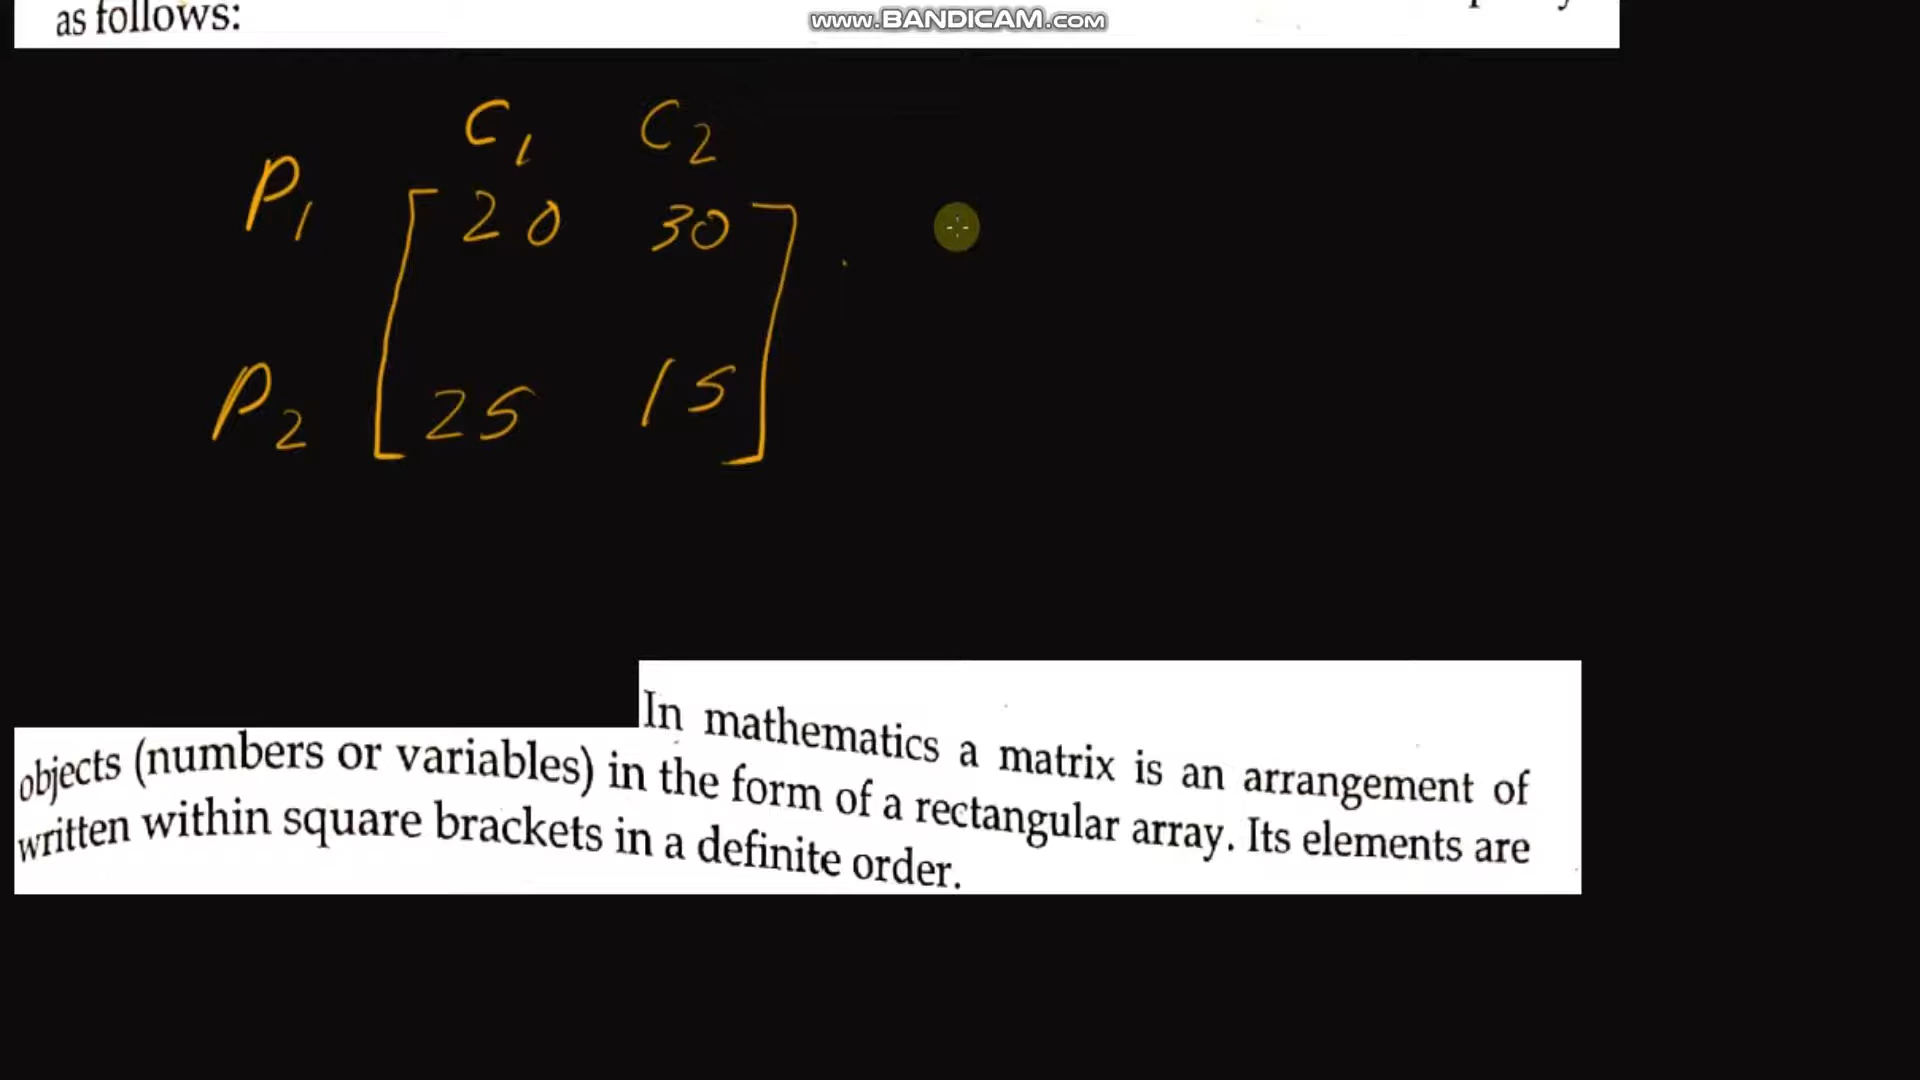 as follows:
www.BANDICAM.com
C1 C2
P1 20 30
P2 25 15
In mathematics a matrix is an arrangement of
objects (numbers or variables) in the form of a rectangular array. Its elements are
written within square brackets in a definite order.